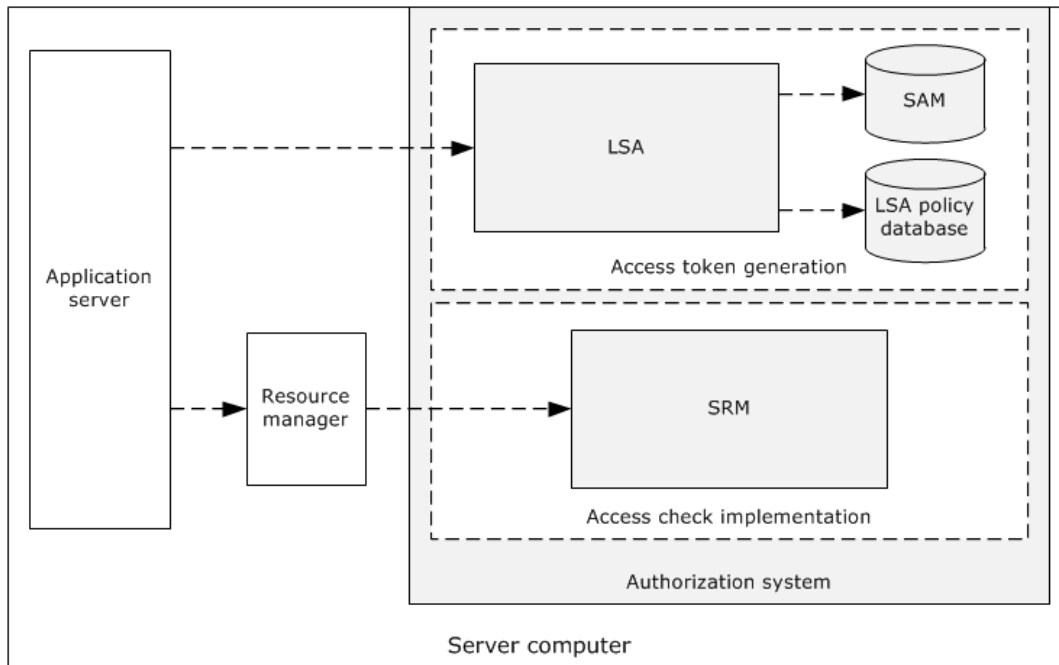 SAM
LSA
LSA policy
database
Access token generation
Application
server
Resource
manager
SRM
Access check implementation
Authorization system
Server computer